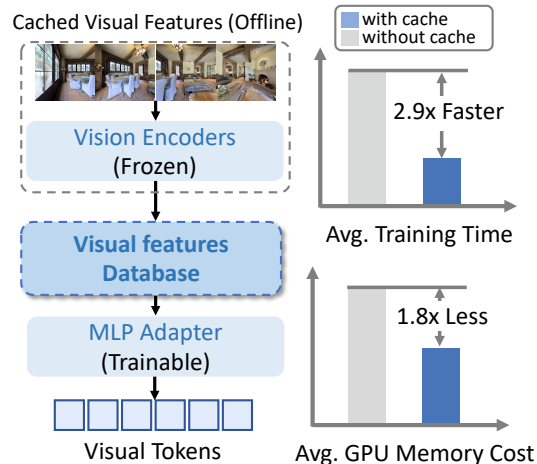 Cached Visual Features (Offline)
Vision Encoders
(Frozen)
Visual features
Database
MLP Adapter
(Trainable)
Visual Tokens
with cache
without cache
2.9x Faster
Avg. Training Time
1.8x Less
Avg. GPU Memory Cost